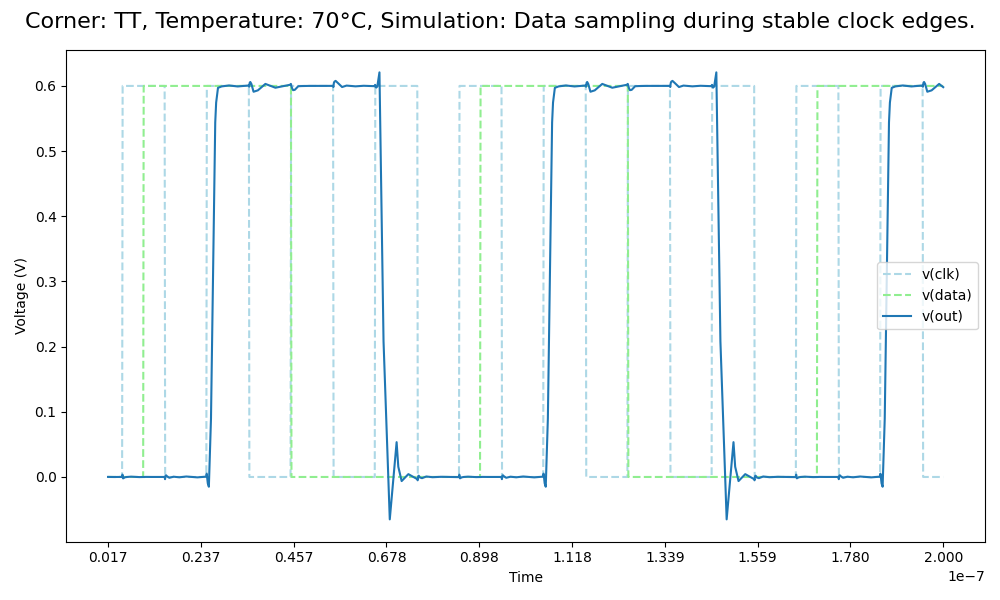 Corner: TT, Temperature: 70°C, Simulation: Data sampling during stable clock edges.
0.6
0.5
0.4
0.3
0.2
0.1
0.0
Voltage (V)
v(clk)
v(data)
v(out)
0.017 0.237 0.457 0.678 0.898 1.118 1.339 1.559 1.780 2.000
Time
1e−7